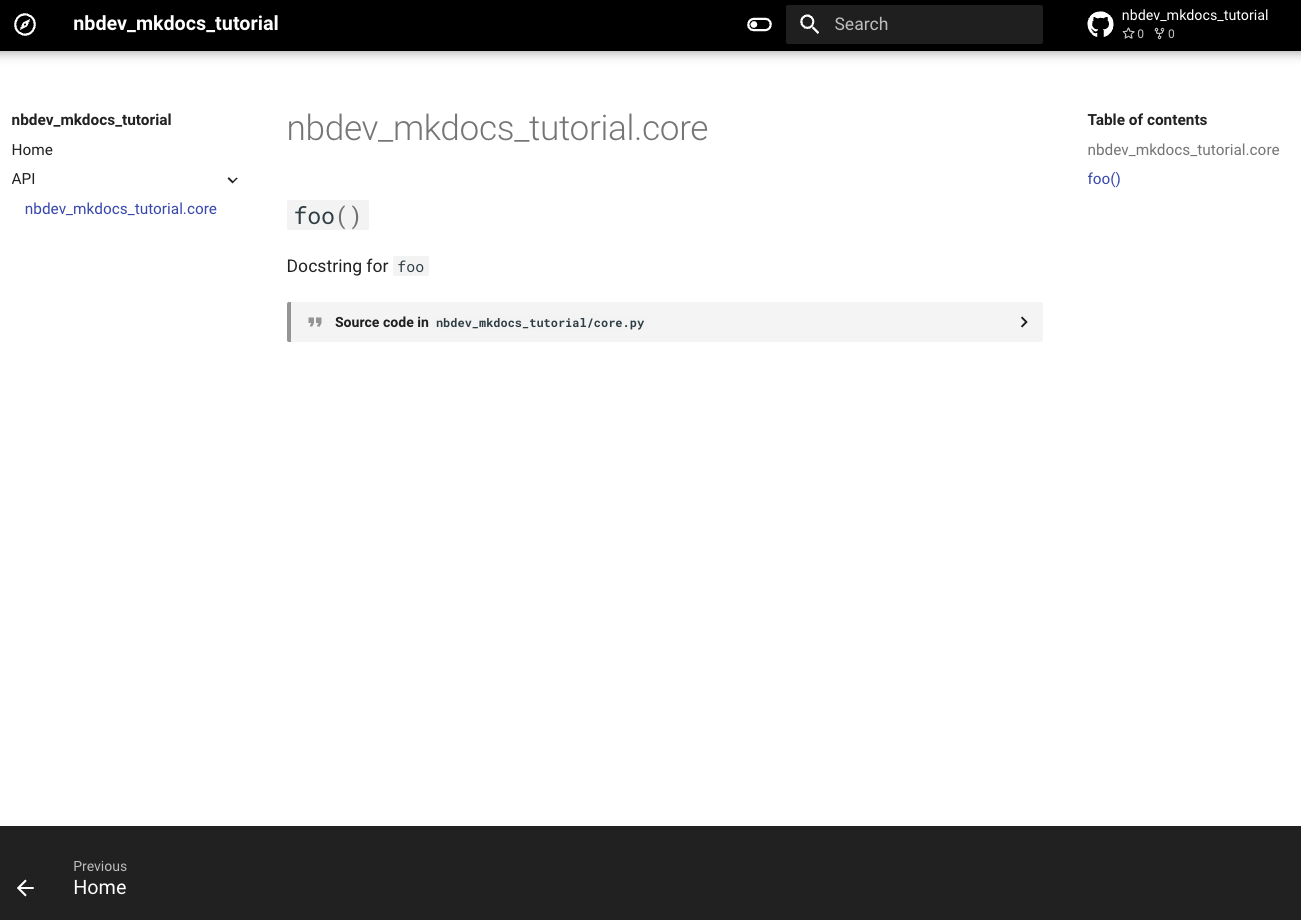 nbdev_mkdocs_tutorial
Search
nbdev_mkdocs_tutorial
0 0
nbdev_mkdocs_tutorial
Home
API
nbdev_mkdocs_tutorial.core
nbdev_mkdocs_tutorial.core
foo()
Docstring for foo
Source code in nbdev_mkdocs_tutorial/core.py
Table of contents
nbdev_mkdocs_tutorial.core
foo()
Previous
Home